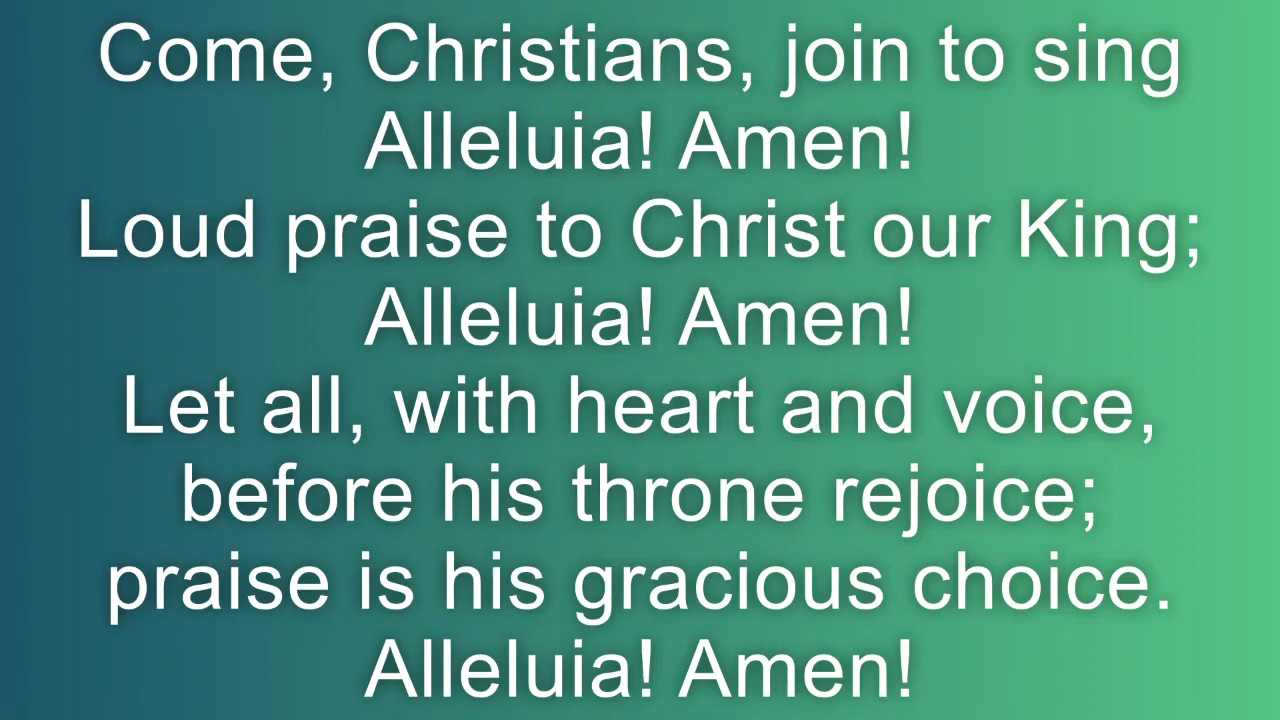 Come, Christians, join to sing
Alleluia! Amen!
Loud praise to Christ our King;
Alleluia! Amen!
Let all, with heart and voice,
before his throne rejoice;
praise is his gracious choice.
Alleluia! Amen!